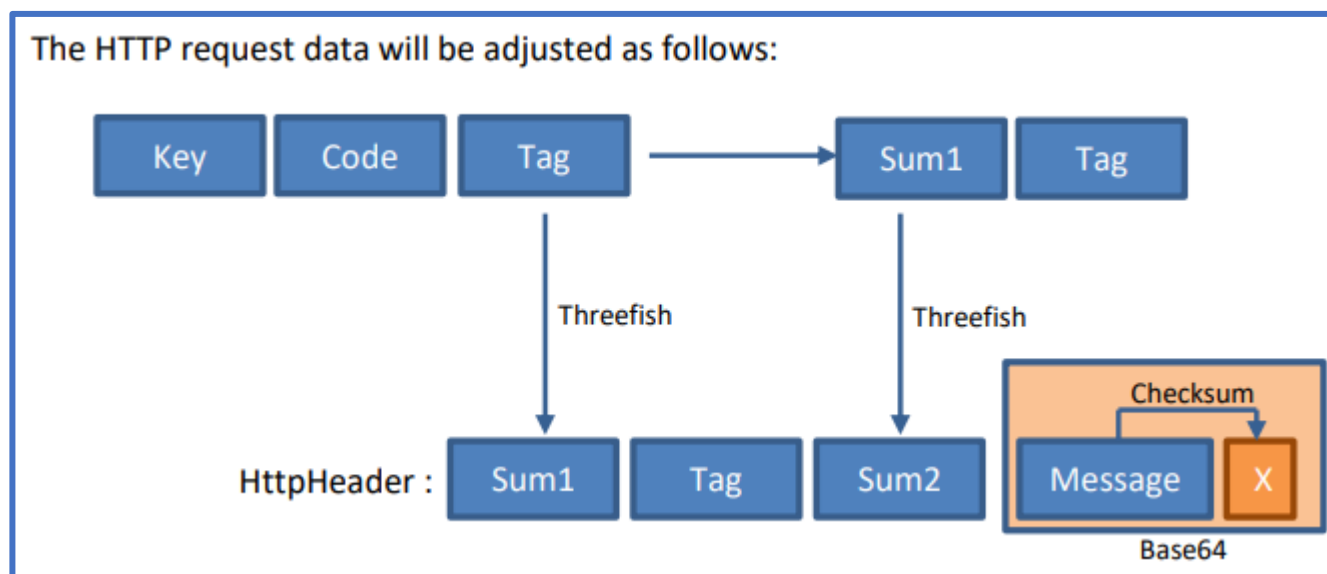 The HTTP request data will be adjusted as follows:
Key Code Tag Sum1 Tag
Threefish Threefish
Checksum
HttpHeader : Sum1 Tag Sum2 Message X
Base64